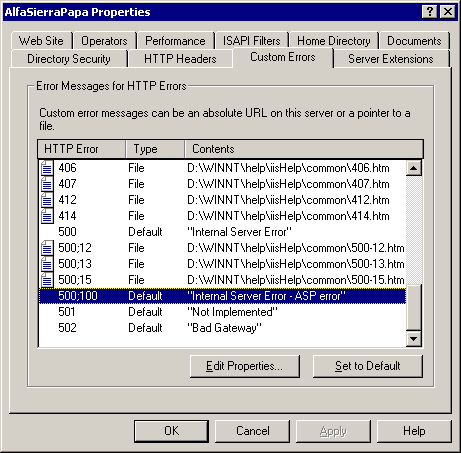 AlfaSierraPapa Properties
Web Site Operators Performance ISAPI Filters Home Directory Documents
Directory Security HTTP Headers Custom Errors Server Extensions
Error Messages for HTTP Errors
Custom error messages can be an absolute URL on this server or a pointer to a
file.
HTTP Error Type Contents
406 File D:\WINNT\help\iisHelp\common\406.htm
407 File D:\WINNT\help\iisHelp\common\407.htm
412 File D:\WINNT\help\iisHelp\common\412.htm
414 File D:\WINNT\help\iisHelp\common\414.htm
500 Default "Internal Server Error"
500;12 File D:\WINNT\help\iisHelp\common\500-12.htm
500;13 File D:\WINNT\help\iisHelp\common\500-13.htm
500;15 File D:\WINNT\help\iisHelp\common\500-15.htm
500;100 Default "Internal Server Error - ASP error"
501 Default "Not Implemented"
502 Default "Bad Gateway"
Edit Properties... Set to Default
OK Cancel Apply Help